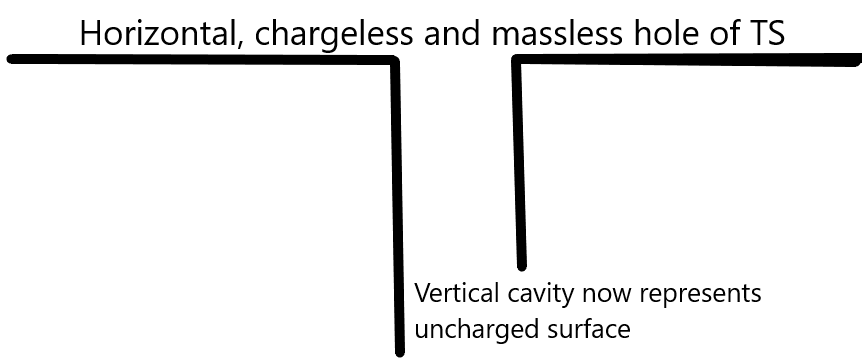 Horizontal, chargeless and massless hole of TS
Vertical cavity now represents
uncharged surface